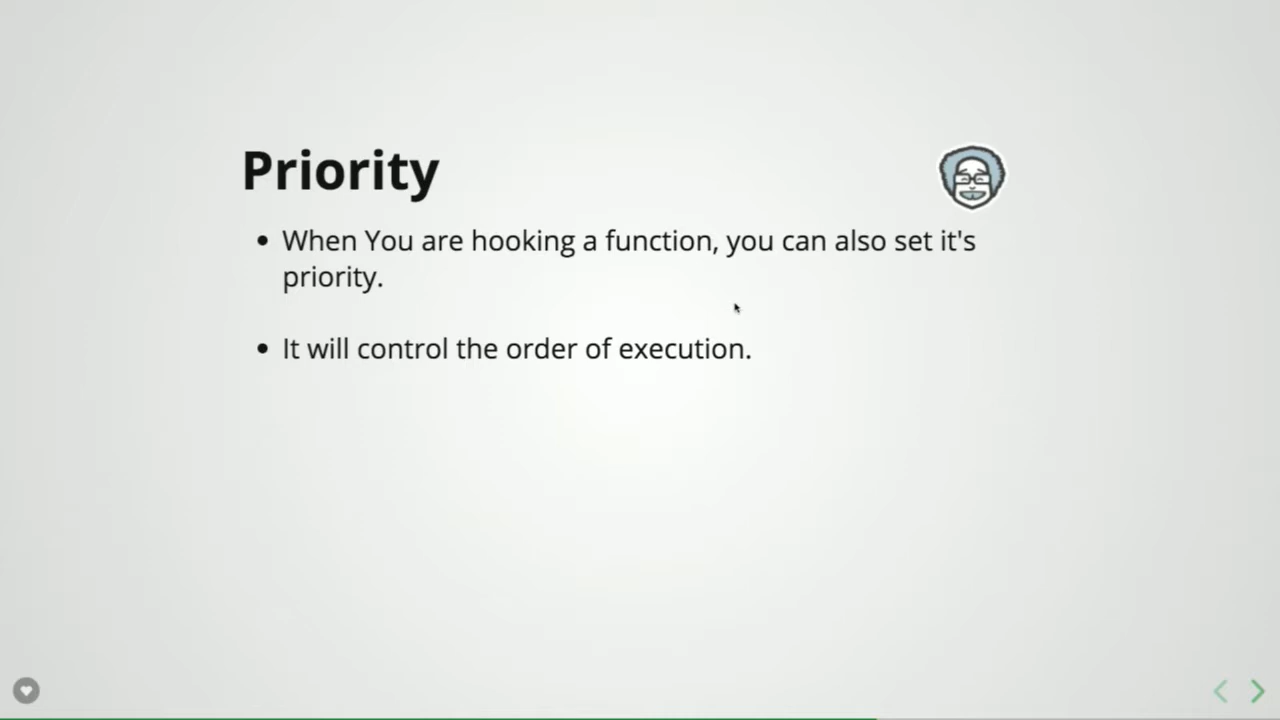 Priority
• When You are hooking a function, you can also set it's
priority.
• It will control the order of execution.